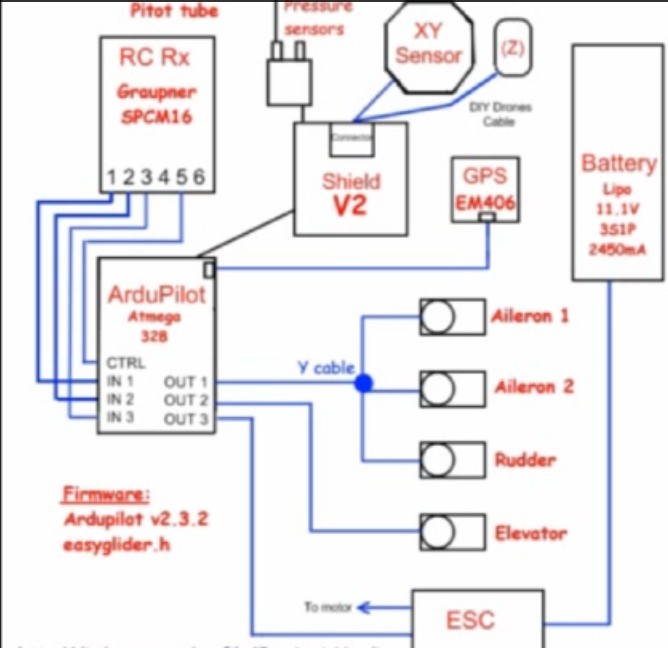 Pitot tube
Pressure
sensors
XY
Sensor
(Z)
RC Rx
Graupner
SPCM16
1 2 3 4 5 6
DIY Drones
Cable
Connector
Shield
V2
GPS
EM406
Battery
Lipo
11,1V
3S1P
2450mA
ArduPilot
Atmega
328
CTRL
IN 1
IN 2
IN 3
OUT 1
OUT 2
OUT 3
Y cable
Aileron 1
Aileron 2
Rudder
Elevator
Firmware:
Ardupilot v2.3.2
easyglider.h
To motor
ESC